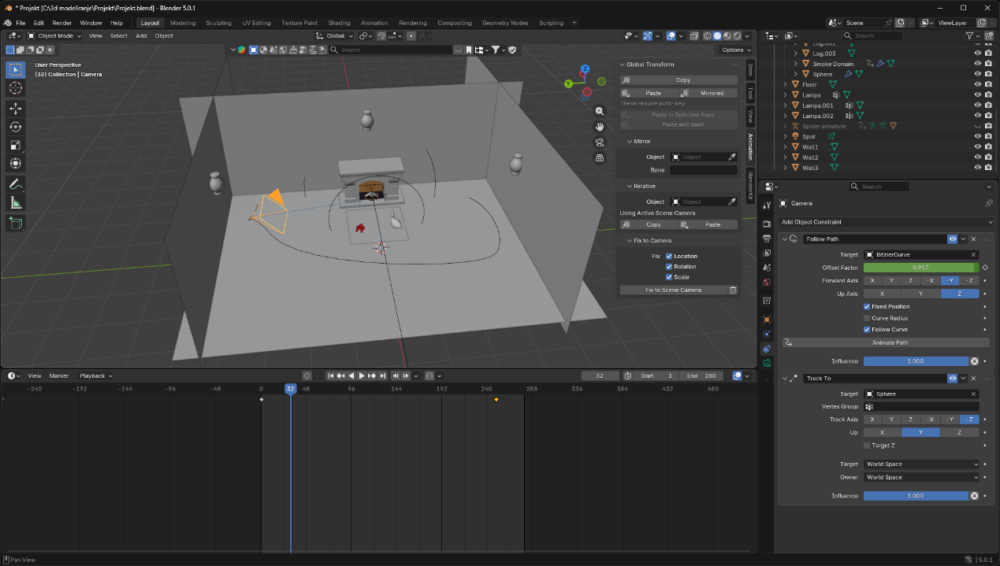 * Projekt [C:\3d modeliranje\Projekt\Projekt.blend] - Blender 5.0.1
File Edit Render Window Help Layout Modeling Sculpting UV Editing Texture Paint Shading Animation Rendering Compositing Geometry Nodes Scripting Scene ViewLayer
Object Mode View Select Add Object Global
Search Options
User Perspective
(32) Collection | Camera
Z
Y
Global Transform
Copy
Paste Mirrored
These require auto-key:
Paste to Selected Keys
Paste and Bake
Mirror
Object Object
Bone
Relative
Object Object
Using Active Scene Camera
Copy Paste
Fix to Camera
Fix Location
Rotation
Scale
Fix to Scene Camera
Item
Tool
View
Animation
BlenderKit
Search
Log.002
Log.003
Smoke Domain
Sphere
Floor
Lampa
Lampa.001
Lampa.002
Spider armature
Spot
Wall1
Wall2
Wall3
Search
Camera
Add Object Constraint
Follow Path
Target BézierCurve
Offset Factor 0.957
Forward Axis X Y Z -X -Y -Z
Up Axis X Y Z
Fixed Position
Curve Radius
Follow Curve
Animate Path
Influence 1.000
Track To
Target Sphere
Vertex Group
Track Axis X Y Z -X -Y -Z
Up X Y Z
Target Z
Target World Space
Owner World Space
Influence 1.000
View Marker Playback 32 Start 1 End 280
-240 -192 -144 -96 -48 32 48 96 144 192 240 288 336 384 432 480
Pan View 5.0.1